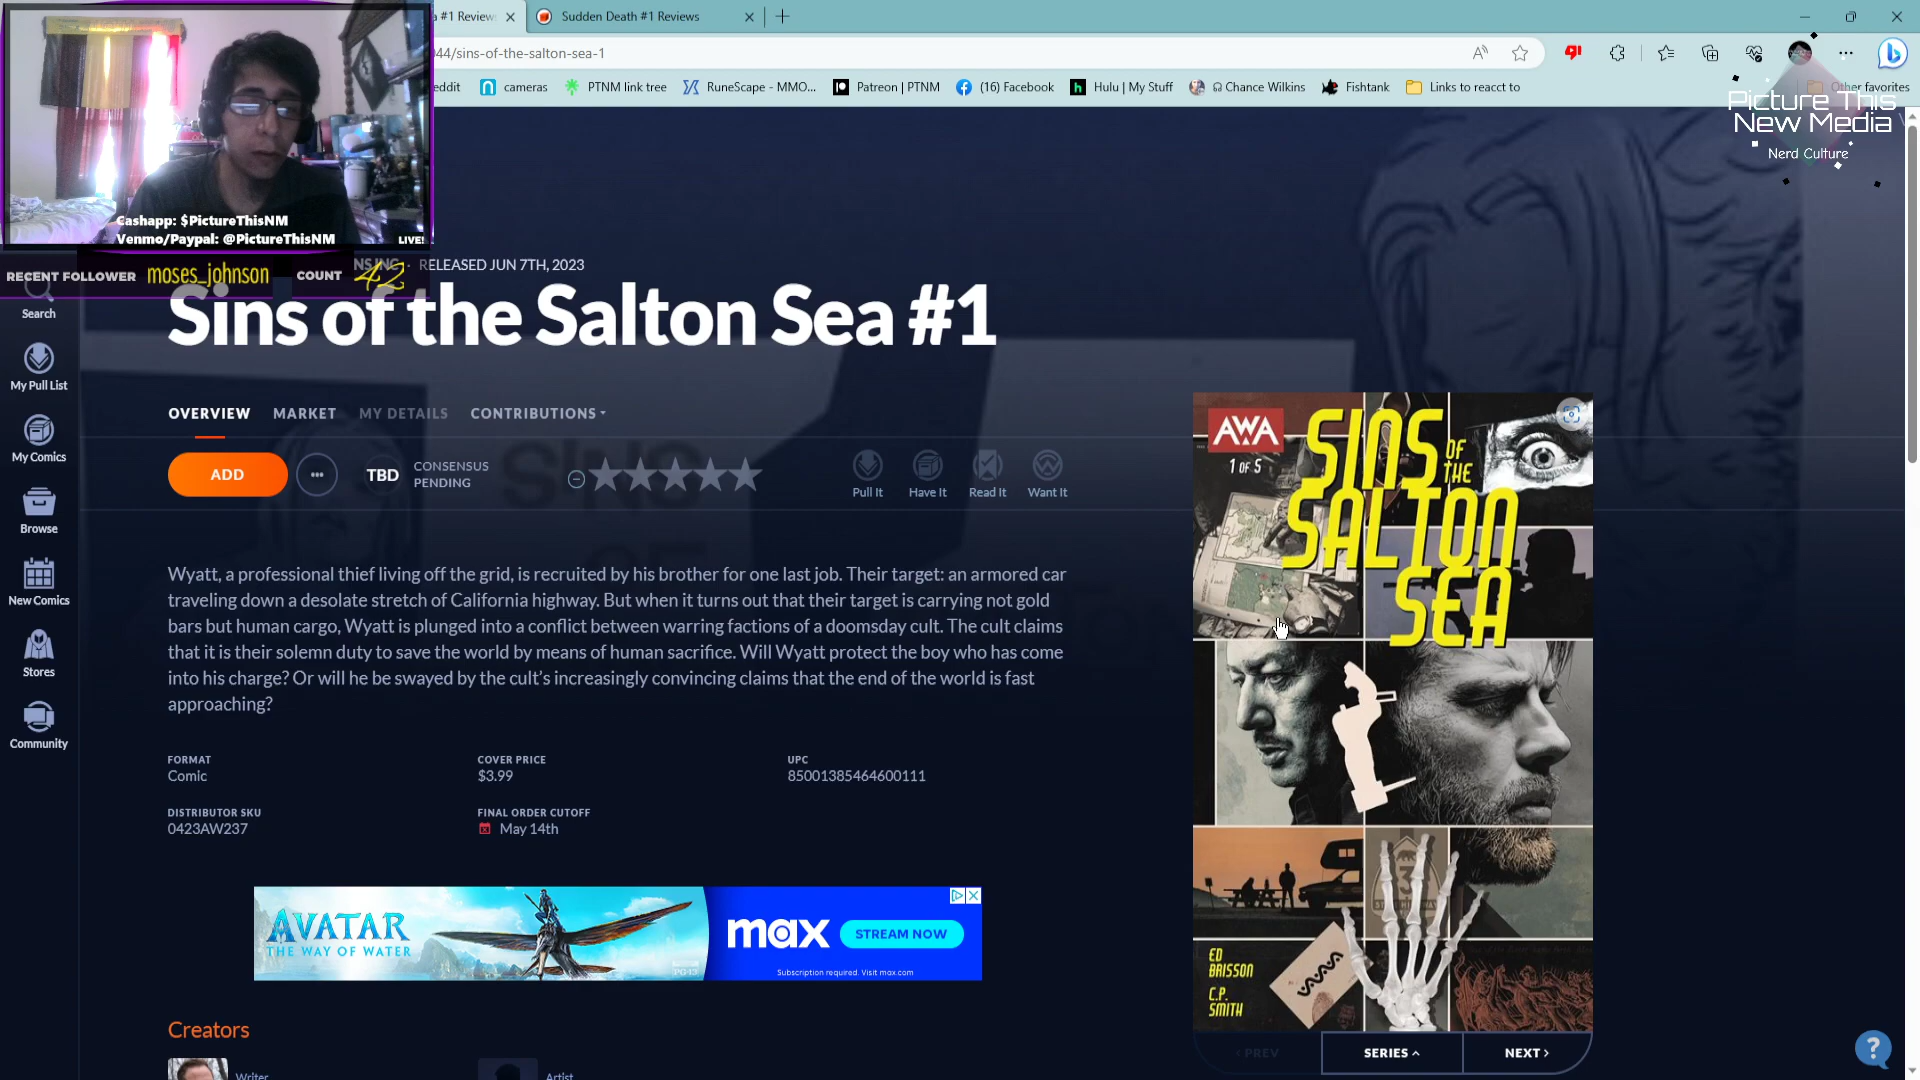 a #1 Review
Sudden Death #1 Reviews
44/sins-of-the-salton-sea-1
eddit
cameras
PTNM link tree
RuneScape - MMO...
Patreon | PTNM
(16) Facebook
Hulu | My Stuff
Chance Wilkins
Fishtank
Links to reacct to
Other favorites
Picture This
New Media
Nerd Culture
Cashapp: $PictureThisNM
Venmo/Paypal: @PictureThisNM
LIVE!
RECENT FOLLOWER moses_johnson COUNT 42
NS INC · RELEASED JUN 7TH, 2023
Sins of the Salton Sea #1
Search
My Pull List
My Comics
Browse
New Comics
Stores
Community
OVERVIEW MARKET MY DETAILS CONTRIBUTIONS
ADD
TBD
CONSENSUS
PENDING
Pull It
Have It
Read It
Want It
Wyatt, a professional thief living off the grid, is recruited by his brother for one last job. Their target: an armored car
traveling down a desolate stretch of California highway. But when it turns out that their target is carrying not gold
bars but human cargo, Wyatt is plunged into a conflict between warring factions of a doomsday cult. The cult claims
that it is their solemn duty to save the world by means of human sacrifice. Will Wyatt protect the boy who has come
into his charge? Or will he be swayed by the cult's increasingly convincing claims that the end of the world is fast
approaching?
FORMAT
Comic
COVER PRICE
$3.99
UPC
85001385464600111
DISTRIBUTOR SKU
0423AW237
FINAL ORDER CUTOFF
May 14th
AVATAR
THE WAY OF WATER
max
STREAM NOW
Subscription required. Visit max.com
PG-13
Creators
Writer
Artist
AWA
1 OF 5
SINS
OF
THE
SALTON
SEA
ED
BRISSON
C.P.
SMITH
PREV
SERIES
NEXT